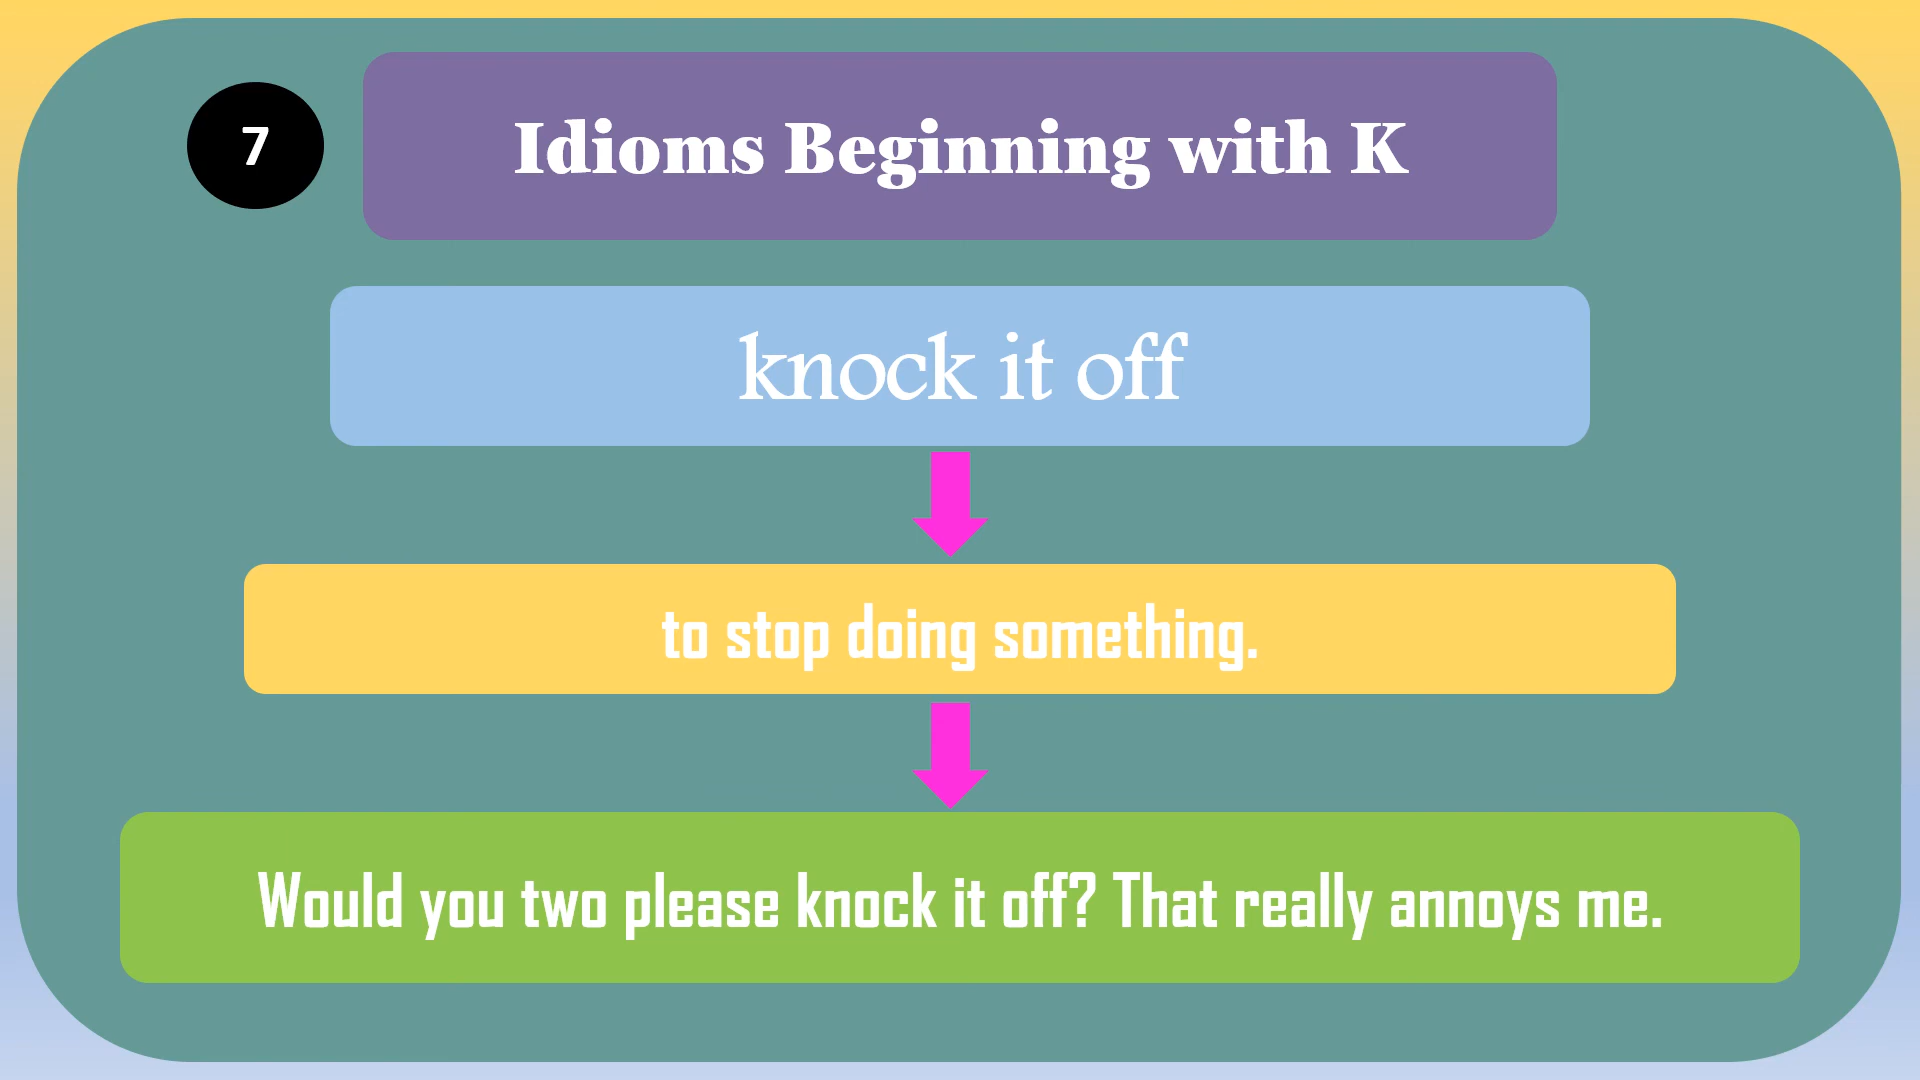 7
Idioms Beginning with K
knock it off
to stop doing something.
Would you two please knock it off? That really annoys me.